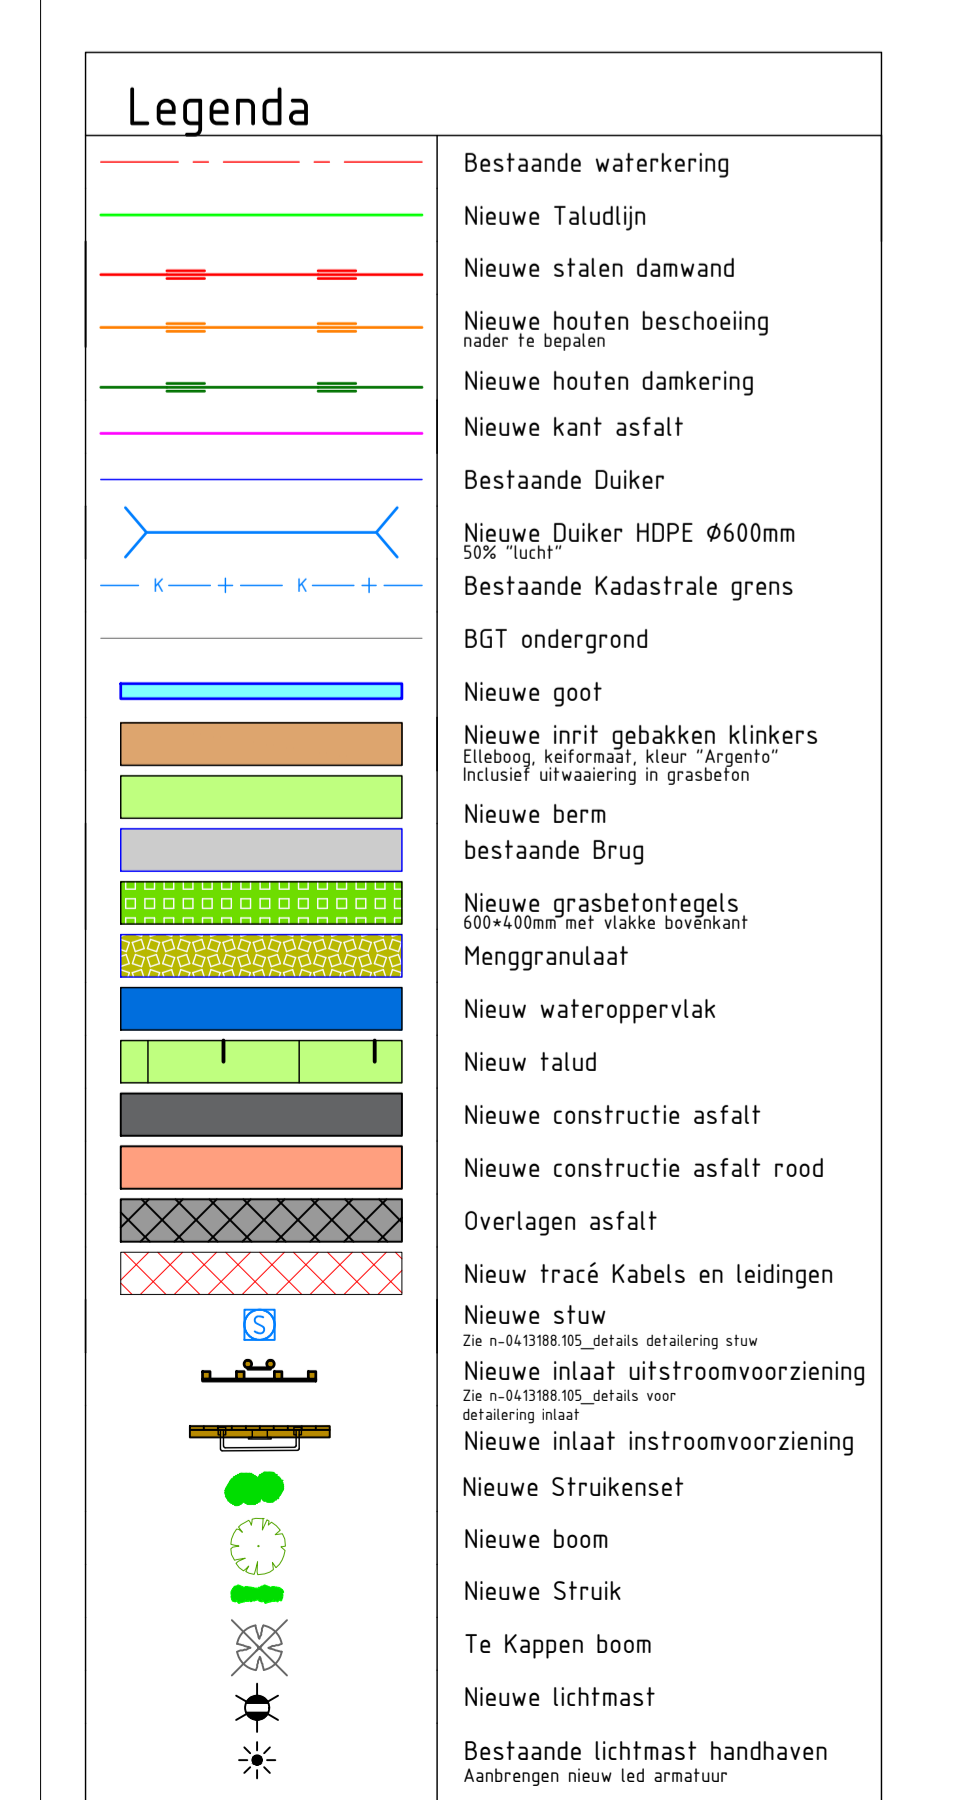 Legenda
Bestaande waterkering
Nieuwe Taludlijn
Nieuwe stalen damwand
Nieuwe houten beschoeiing
nader te bepalen
Nieuwe houten damkering
Nieuwe kant asfalt
Bestaande Duiker
Nieuwe Duiker HDPE Ø600mm
50% "lucht"
K K
Bestaande Kadastrale grens
BGT ondergrond
Nieuwe goot
Nieuwe inrit gebakken klinkers
Elleboog, keiformaat, kleur "Argento"
Inclusief uitwaaiering in grasbeton
Nieuwe berm
bestaande Brug
Nieuwe grasbetontegels
600*400mm met vlakke bovenkant
Menggranulaat
Nieuw wateroppervlak
Nieuw talud
Nieuwe constructie asfalt
Nieuwe constructie asfalt rood
Overlagen asfalt
Nieuw tracé Kabels en leidingen
S
Nieuwe stuw
Zie n-0413188.105_details detailering stuw
Nieuwe inlaat uitstroomvoorziening
Zie n-0413188.105_details voor
detailering inlaat
Nieuwe inlaat instroomvoorziening
Nieuwe Struikenset
Nieuwe boom
Nieuwe Struik
Te Kappen boom
Nieuwe lichtmast
Bestaande lichtmast handhaven
Aanbrengen nieuw led armatuur